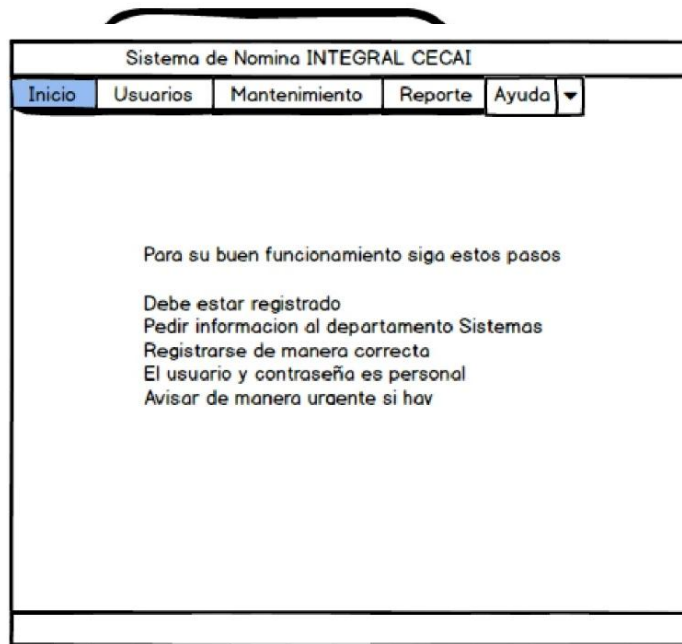 Sistema de Nomina INTEGRAL CECAI
Inicio Usuarios Mantenimiento Reporte Ayuda
Para su buen funcionamiento siga estos pasos
Debe estar registrado
Pedir informacion al departamento Sistemas
Registrarse de manera correcta
El usuario y contraseña es personal
Avisar de manera urgente si hay